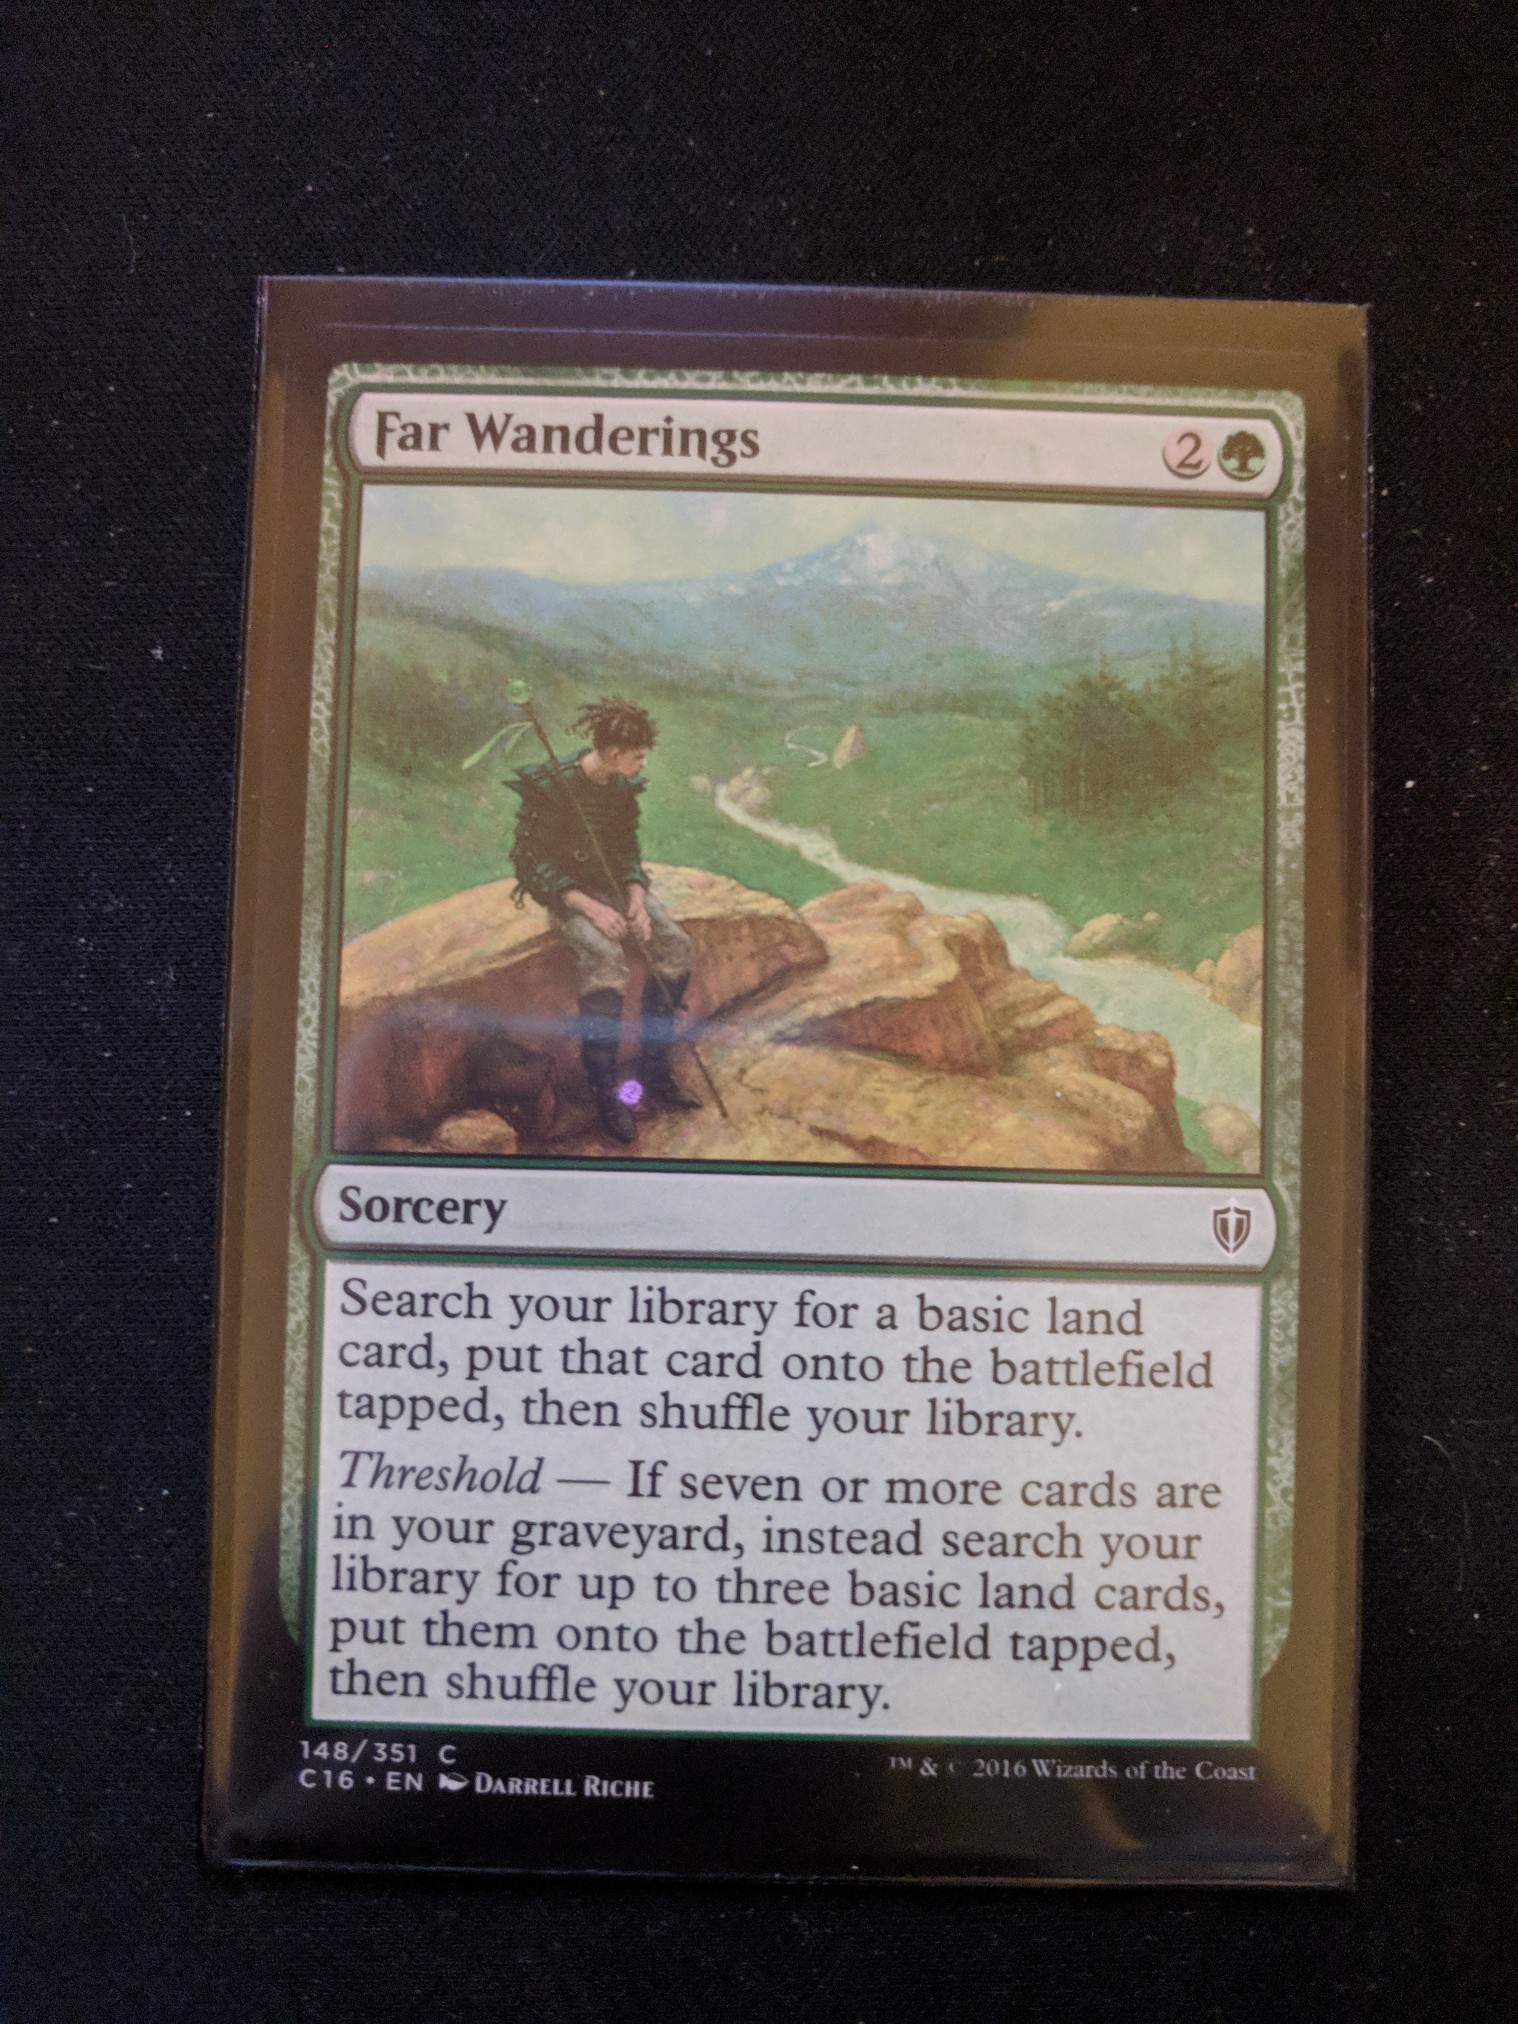 Far Wanderings 2
Sorcery
Search your library for a basic land
card, put that card onto the battlefield
tapped, then shuffle your library.
Threshold — If seven or more cards are
in your graveyard, instead search your
library for up to three basic land cards,
put them onto the battlefield tapped,
then shuffle your library.
148/351 C
C16 • EN DARRELL RICHE
™ & © 2016 Wizards of the Coast